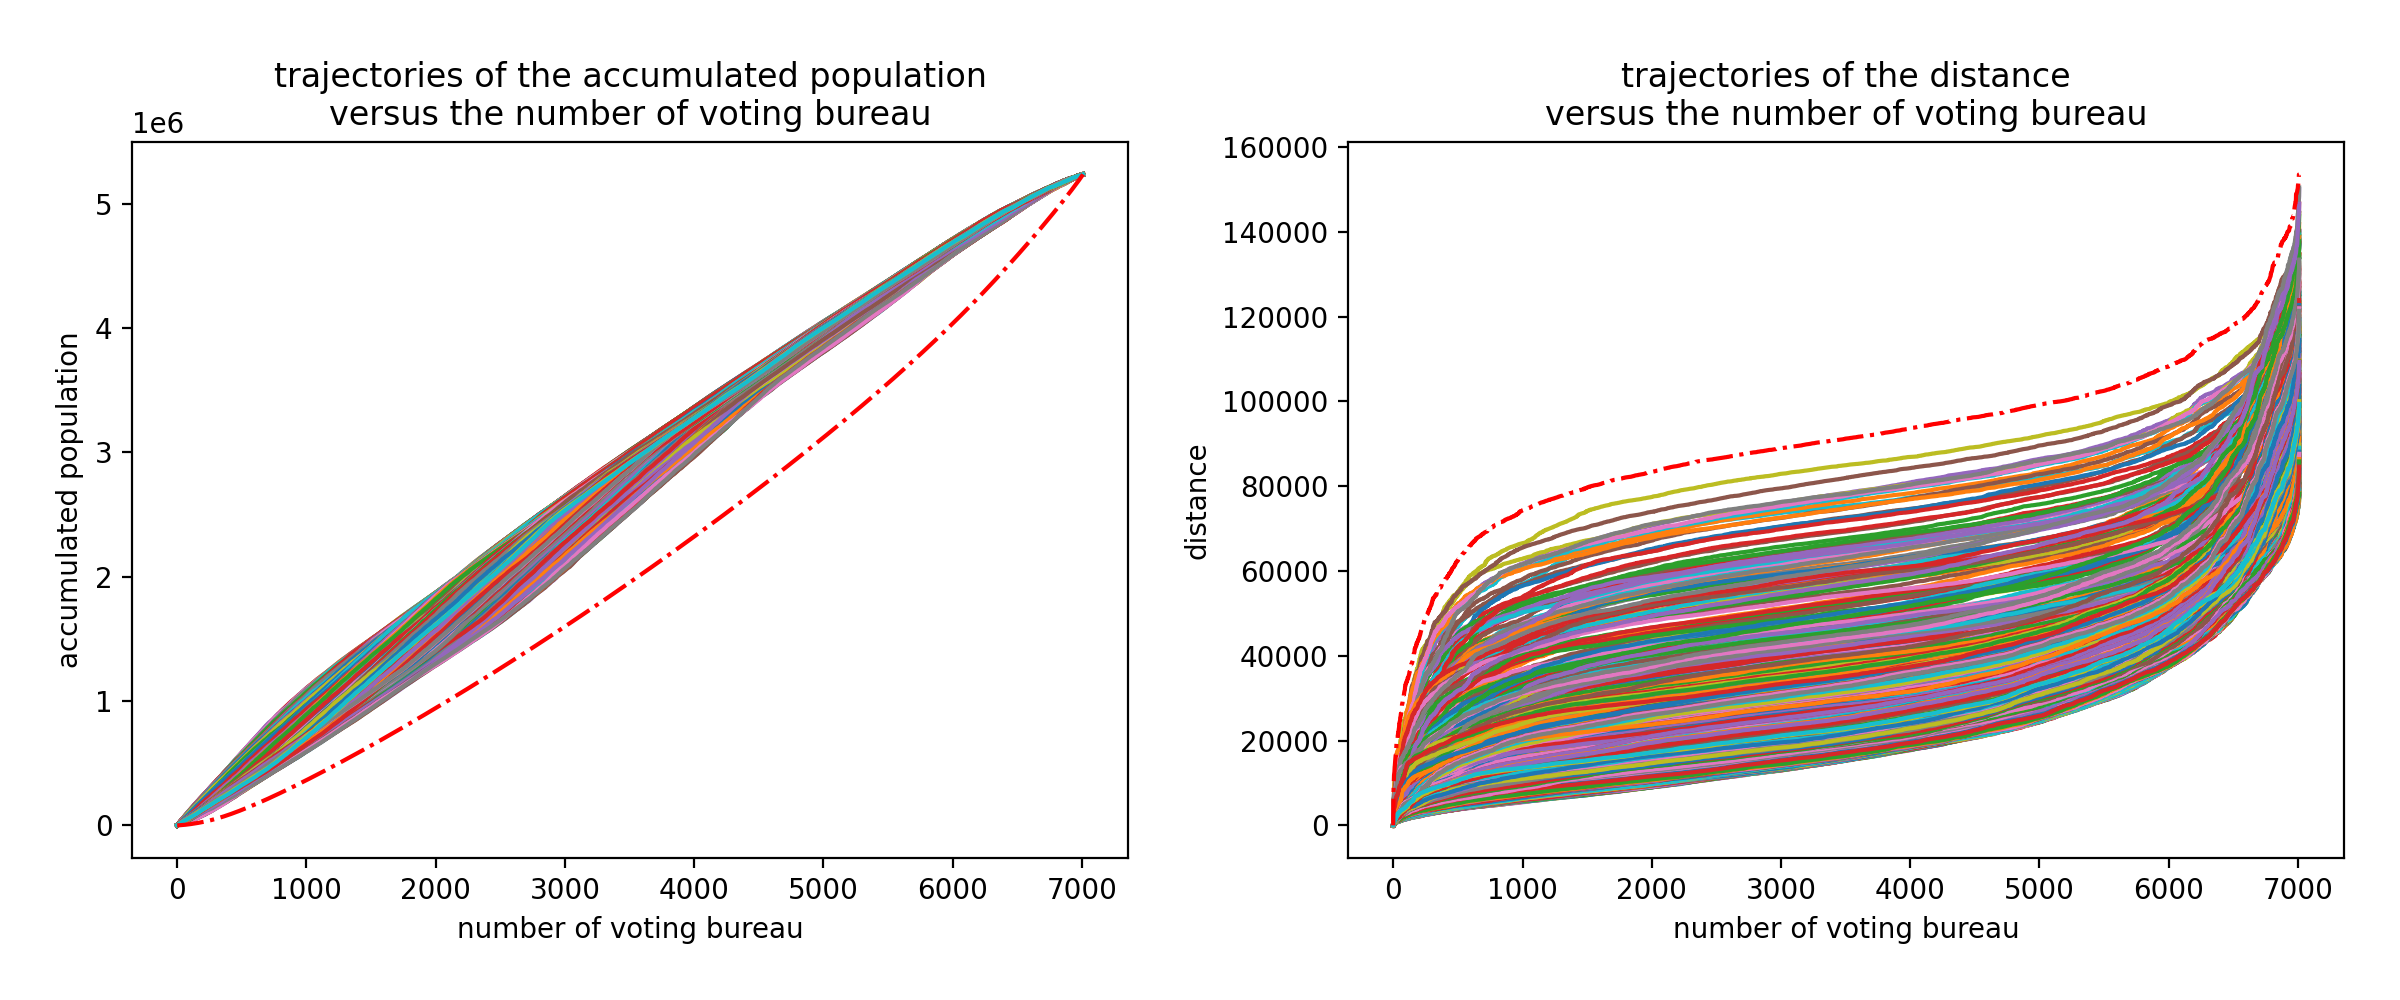 trajectories of the accumulated population
versus the number of voting bureau
1e6
5
4
3
2
1
0
accumulated population
0 1000 2000 3000 4000 5000 6000 7000
number of voting bureau
trajectories of the distance
versus the number of voting bureau
160000
140000
120000
100000
80000
60000
40000
20000
0
distance
0 1000 2000 3000 4000 5000 6000 7000
number of voting bureau